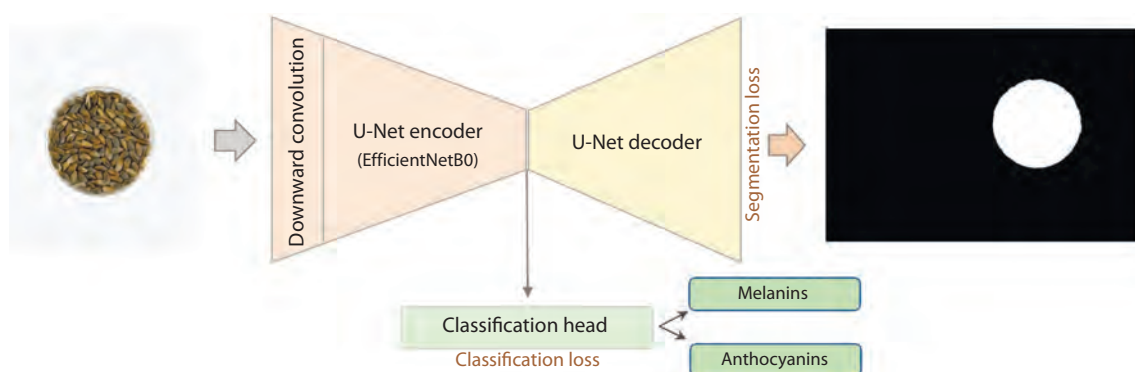 Downward convolution
U-Net encoder
(EfficientNetB0)
U-Net decoder
Segmentation loss
Classification head
Classification loss
Melanins
Anthocyanins